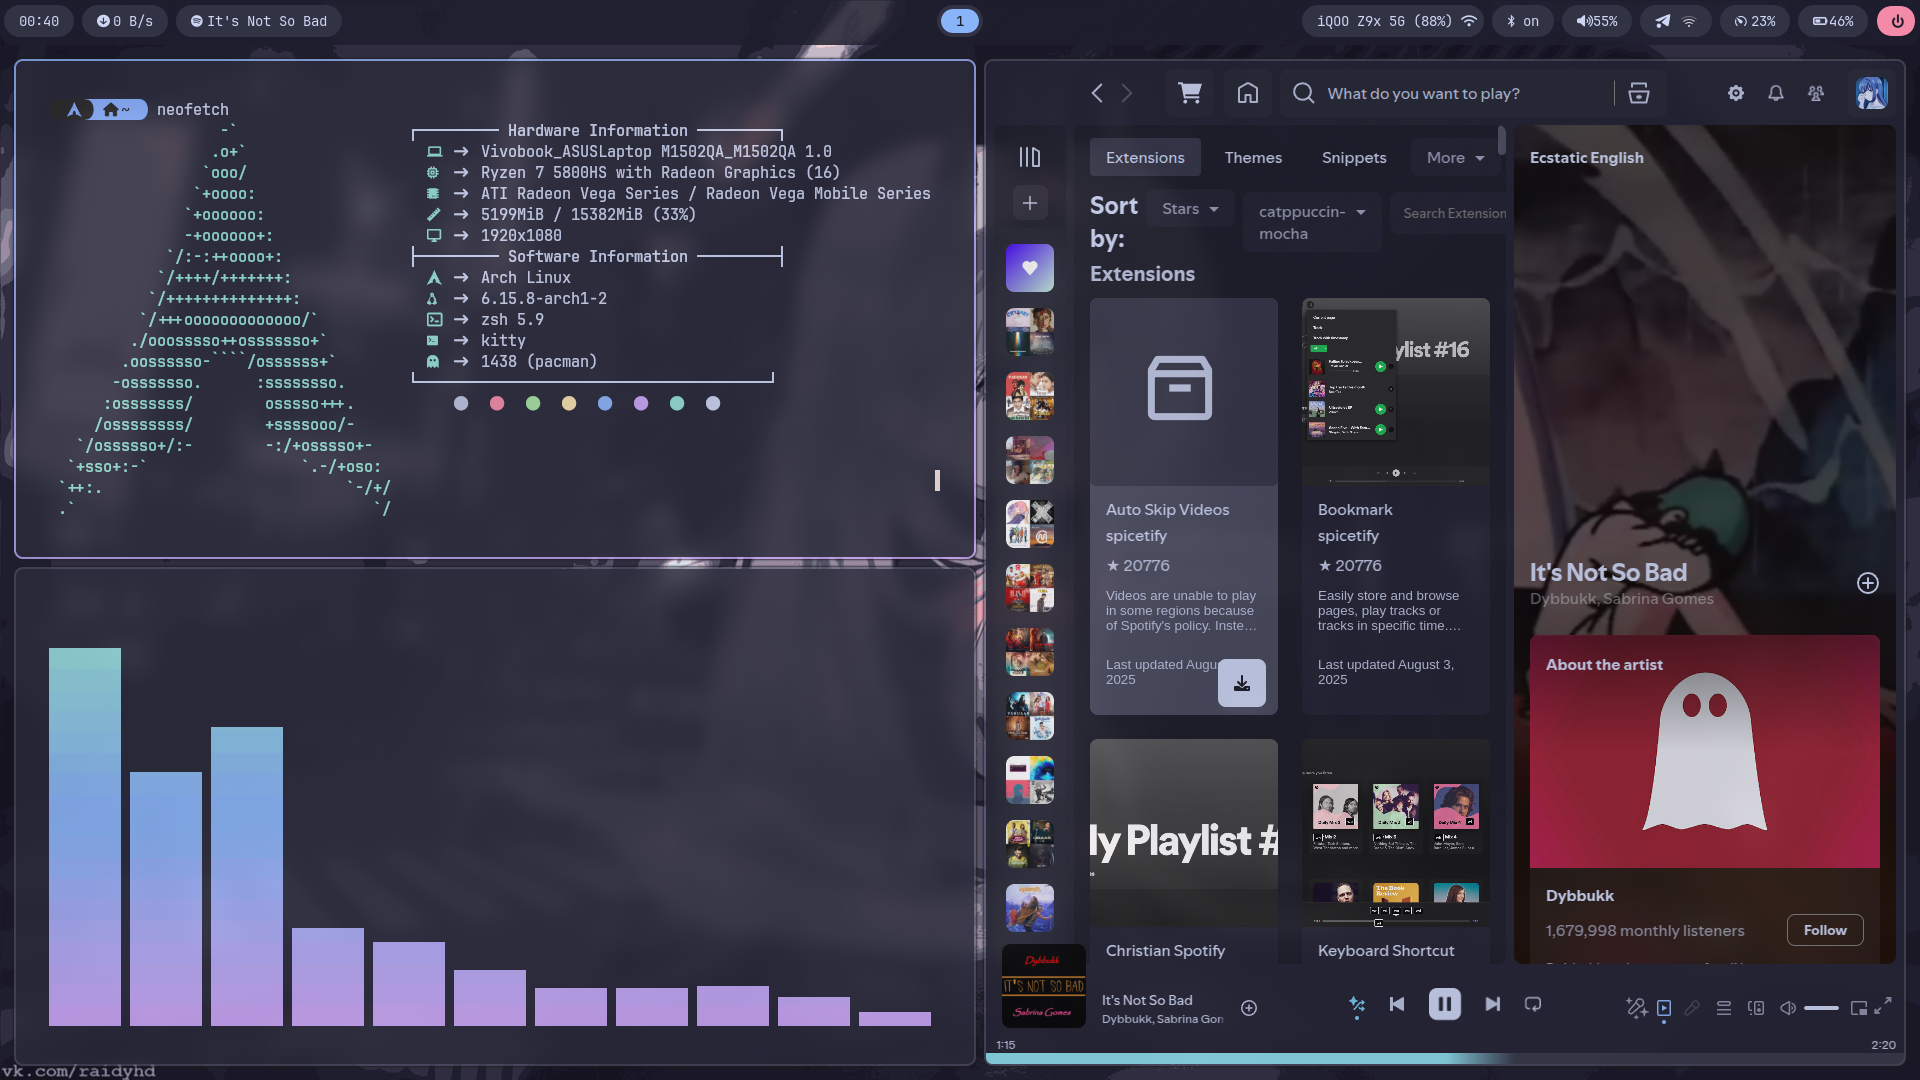 00:40
0 B/s
It's Not So Bad
1
iQOO Z9x 5G (88%)
on
55%
23%
46%
~ neofetch
Hardware Information
Vivobook_ASUSLaptop M1502QA_M1502QA 1.0
Ryzen 7 5800HS with Radeon Graphics (16)
ATI Radeon Vega Series / Radeon Vega Mobile Series
5199MiB / 15382MiB (33%)
1920x1080
Software Information
Arch Linux
6.15.8-arch1-2
zsh 5.9
kitty
1438 (pacman)
vk.com/raidyhd
What do you want to play?
Extensions
Themes
Snippets
More
Sort by:
Stars
catppuccin-mocha
Search Extension
Extensions
Auto Skip Videos
spicetify
★ 20776
Videos are unable to play
in some regions because
of Spotify's policy. Inste…
Last updated Augu
2025
ylist #16
Bookmark
spicetify
★ 20776
Easily store and browse
pages, play tracks or
tracks in specific time.…
Last updated August 3,
2025
ly Playlist #
Christian Spotify
Keyboard Shortcut
Ecstatic English
It's Not So Bad
Dybbukk, Sabrina Gomes
About the artist
Dybbukk
1,679,998 monthly listeners
Follow
Dybbukk
IT'S NOT SO BAD
Sabrina Gomes
It's Not So Bad
Dybbukk, Sabrina Gon
1:15
2:20